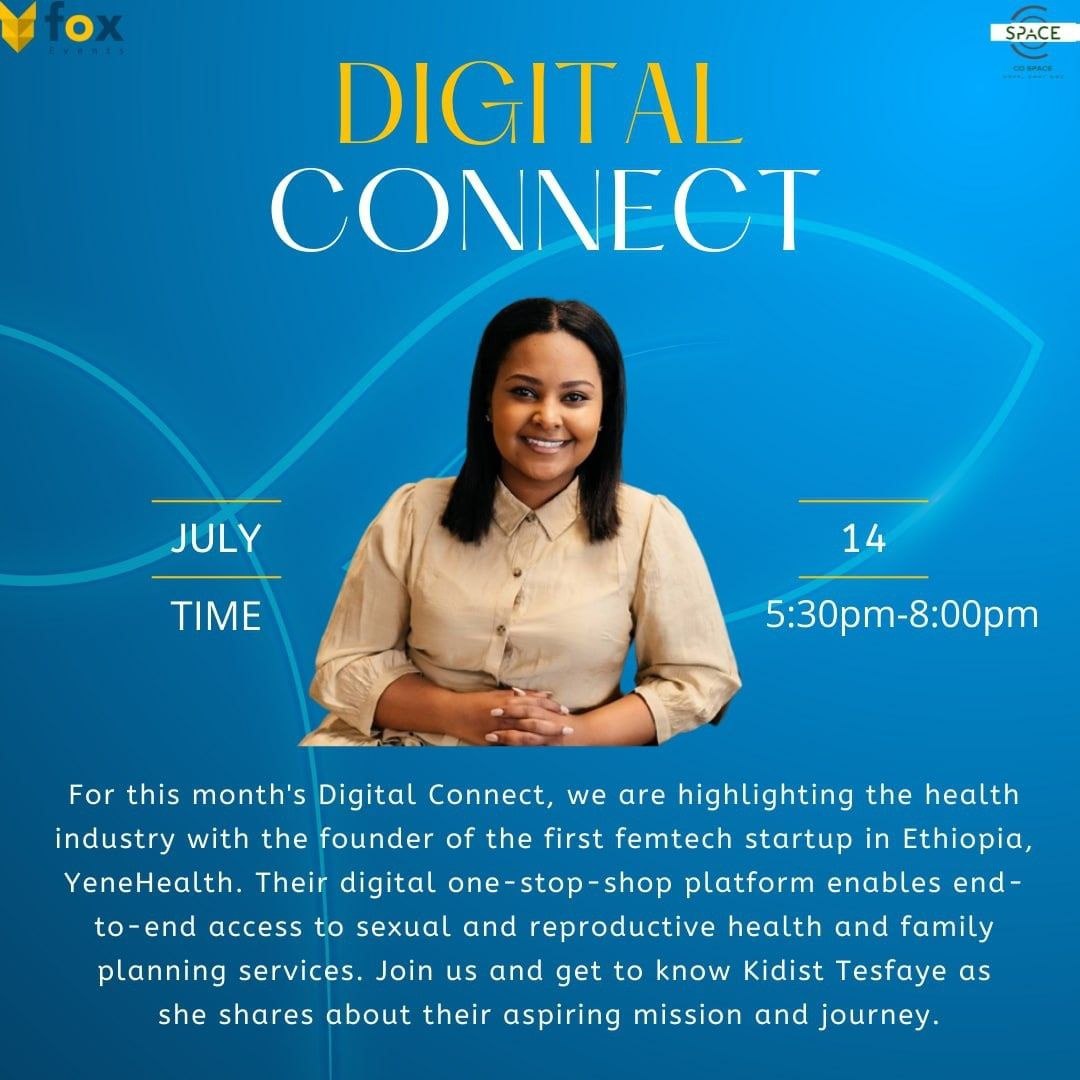 fox
Events
SPACE
CO SPACE
DIGITAL
CONNECT
JULY
14
TIME
5:30pm-8:00pm
For this month's Digital Connect, we are highlighting the health
industry with the founder of the first femtech startup in Ethiopia,
YeneHealth. Their digital one-stop-shop platform enables end-
to-end access to sexual and reproductive health and family
planning services. Join us and get to know Kidist Tesfaye as
she shares about their aspiring mission and journey.